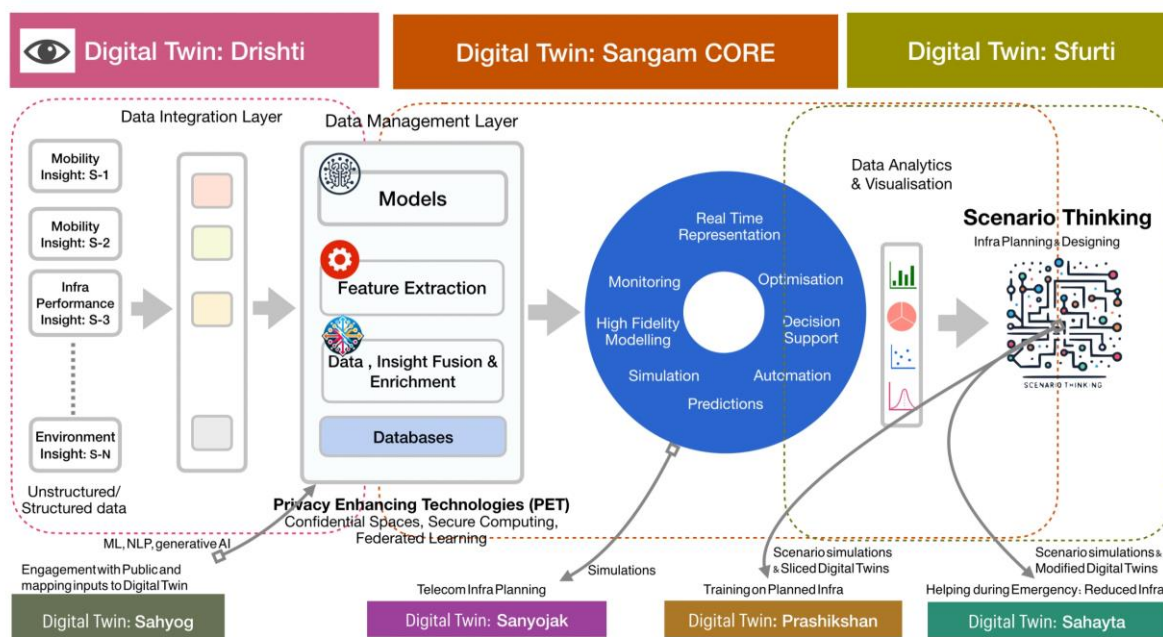 Digital Twin: Drishti
Digital Twin: Sangam CORE
Digital Twin: Sfurti
Data Integration Layer
Data Management Layer
Mobility
Insight: S-1
Mobility
Insight: S-2
Infra
Performance
Insight: S-3
Environment
Insight: S-N
Unstructured/
Structured data
Models
Feature Extraction
Data , Insight Fusion &
Enrichment
Databases
Privacy Enhancing Technologies (PET)
Confidential Spaces, Secure Computing,
Federated Learning
Real Time
Representation
Monitoring
Optimisation
High Fidelity
Modelling
Decision
Support
Simulation
Automation
Predictions
Data Analytics
& Visualisation
Scenario Thinking
Infra Planning & Designing
SCENARIO THINKING
ML, NLP, generative AI
Engagement with Public and
mapping inputs to Digital Twin
Digital Twin: Sahyog
Simulations
Telecom Infra Planning
Digital Twin: Sanyojak
Scenario simulations
& Sliced Digital Twins
Training on Planned Infra
Digital Twin: Prashikshan
Scenario simulations &
Modified Digital Twins
Helping during Emergency: Reduced Infra
Digital Twin: Sahayta